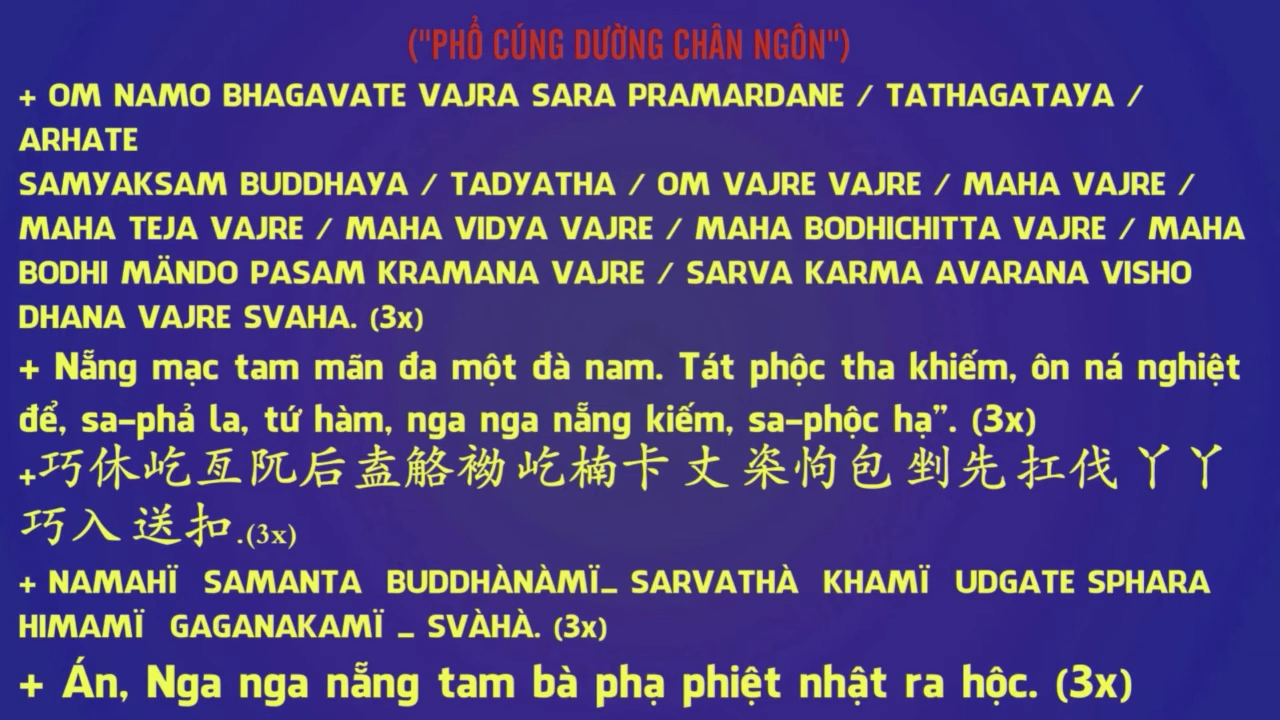 ("PHỔ CÚNG DƯỜNG CHÂN NGÔN")
+ OM NAMO BHAGAVATE VAJRA SARA PRAMARDANE / TATHAGATAYA /
ARHATE
SAMYAKSAM BUDDHAYA / TADYATHA / OM VAJRE VAJRE / MAHA VAJRE /
MAHA TEJA VAJRE / MAHA VIDYA VAJRE / MAHA BODHICHITTA VAJRE / MAHA
BODHI MÄNDO PASAM KRAMANA VAJRE / SARVA KARMA AVARANA VISHO
DHANA VAJRE SVAHA. (3x)
+ Nẵng mạc tam mãn đa một đà nam. Tát phộc tha khiếm, ôn ná nghiệt
để, sa-phả la, tứ hàm, nga nga nẵng kiếm, sa-phộc hạ”. (3x)
+巧休屹亙阢后盍觡袎屹楠卡丈 栥怐包 剉先 扛伐 丫丫
巧入 送扣.(3x)
+ NAMAHÏ SAMANTA BUDDHÀNÀMÏ_ SARVATHÀ KHAMÏ UDGATE SPHARA
HIMAMÏ GAGANAKAMÏ _ SVÀHÀ. (3x)
+ Án, Nga nga nẵng tam bà phạ phiệt nhật ra hộc. (3x)